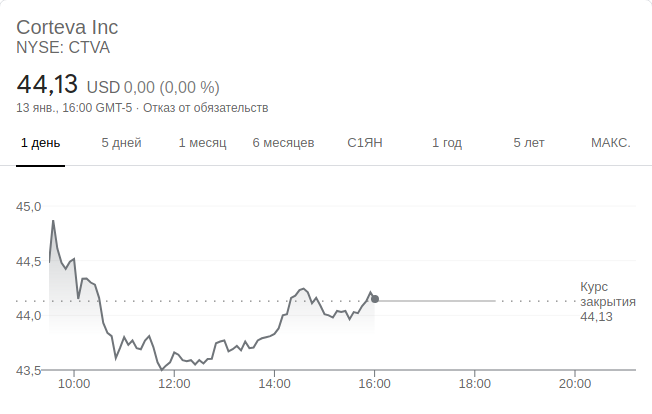 Corteva Inc
NYSE: CTVA
44,13 USD 0,00 (0,00 %)
13 янв., 16:00 GMT-5 · Отказ от обязательств
1 день 5 дней 1 месяц 6 месяцев С1ЯН 1 год 5 лет МАКС.
45,0
44,5
Курс
закрытия
44,13
44,0
43,5
10:00 12:00 14:00 16:00 18:00 20:00